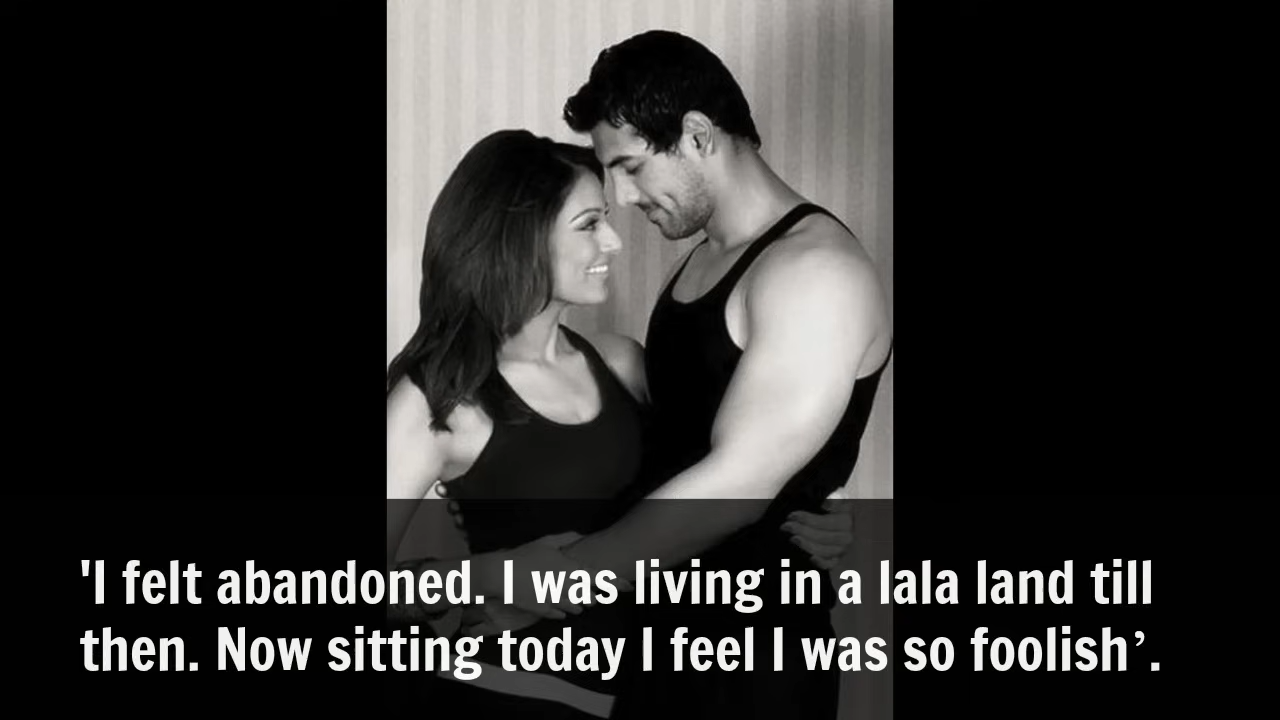 'I felt abandoned. I was living in a lala land till
then. Now sitting today I feel I was so foolish’.